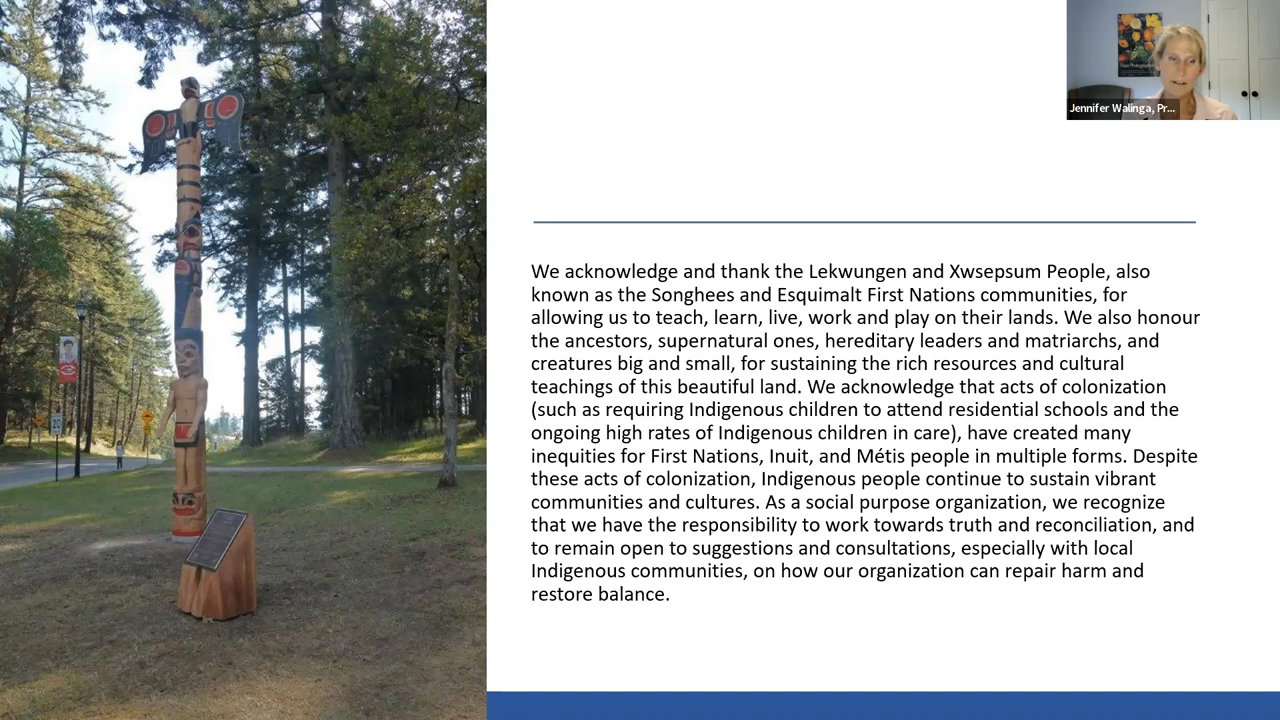 Jennifer Walinga, Pr...
We acknowledge and thank the Lekwungen and Xwsepsum People, also
known as the Songhees and Esquimalt First Nations communities, for
allowing us to teach, learn, live, work and play on their lands. We also honour
the ancestors, supernatural ones, hereditary leaders and matriarchs, and
creatures big and small, for sustaining the rich resources and cultural
teachings of this beautiful land. We acknowledge that acts of colonization
(such as requiring Indigenous children to attend residential schools and the
ongoing high rates of Indigenous children in care), have created many
inequities for First Nations, Inuit, and Métis people in multiple forms. Despite
these acts of colonization, Indigenous people continue to sustain vibrant
communities and cultures. As a social purpose organization, we recognize
that we have the responsibility to work towards truth and reconciliation, and
to remain open to suggestions and consultations, especially with local
Indigenous communities, on how our organization can repair harm and
restore balance.
20